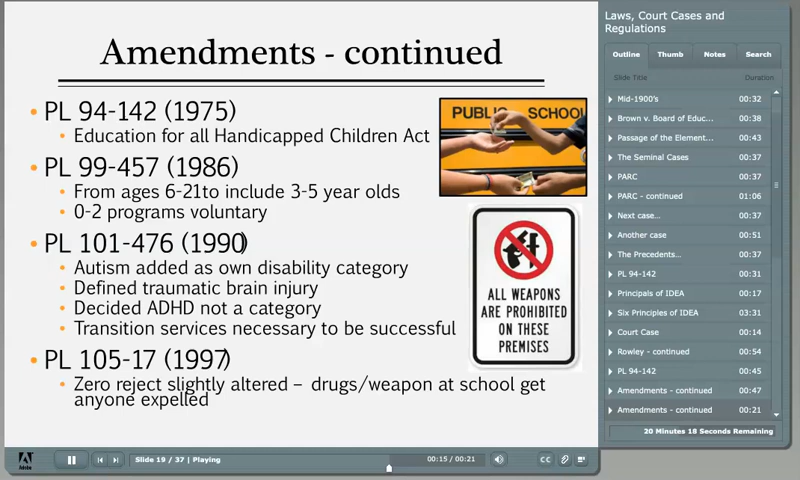 Amendments - continued
PL 94-142 (1975)
Education for all Handicapped Children Act
PL 99-457 (1986)
From ages 6-21to include 3-5 year olds
0-2 programs voluntary
PL 101-476 (1990)
Autism added as own disability category
Defined traumatic brain injury
Decided ADHD not a category
Transition services necessary to be successful
PL 105-17 (1997)
Zero reject slightly altered – drugs/weapon at school get
anyone expelled
PUBLIC SCHOOL
ALL WEAPONS
ARE PROHIBITED
ON THESE
PREMISES
Adobe
Slide 19 / 37 | Playing
00:15 / 00:21
CC
Laws, Court Cases and
Regulations
Outline Thumb Notes Search
Slide Title Duration
Mid-1900's 00:32
Brown v. Board of Educ... 00:38
Passage of the Element... 00:43
The Seminal Cases 00:37
PARC 00:37
PARC - continued 01:06
Next case... 00:37
Another case 00:51
The Precedents... 00:37
PL 94-142 00:31
Principals of IDEA 00:17
Six Principles of IDEA 03:31
Court Case 00:14
Rowley - continued 00:54
PL 94-142 00:45
Amendments - continued 00:47
Amendments - continued 00:21
20 Minutes 18 Seconds Remaining